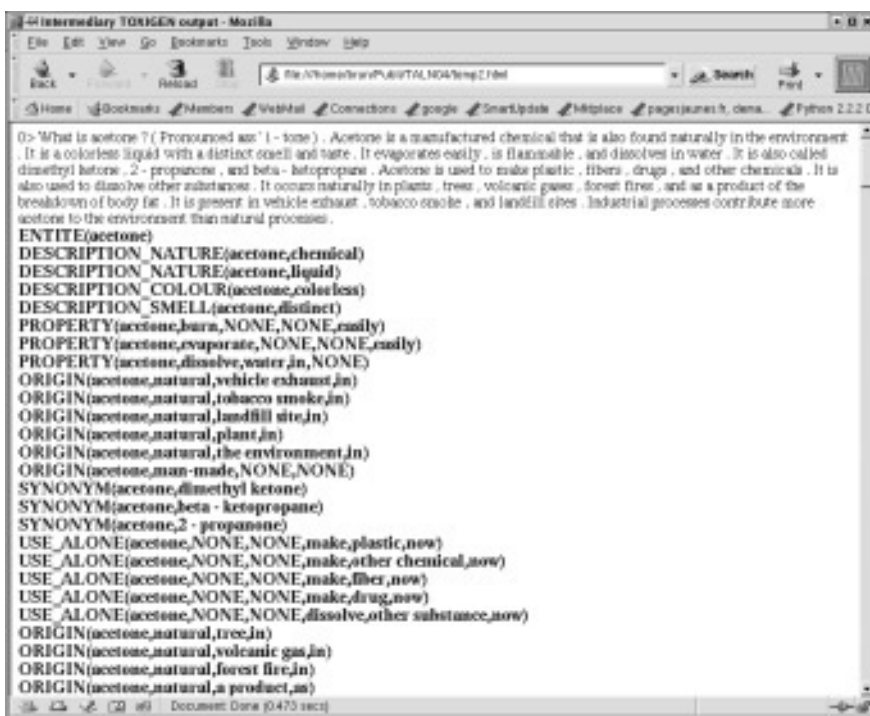 Intermediary TOXIGEN output - Mozilla
File Edit View Go Bookmarks Tools Window Help
Back Forward Reload Stop Search Print
Home Bookmarks Members WebMail Connections google SmartUpdate Mktplace pagesjaunes.fr, dema... Python 2.2.2
0> What is acetone ? ( Pronounced ' i - tone ) . Acetone is a manufactured chemical that is also found naturally in the environment
. It is a colorless liquid with a distinct smell and taste . It evaporates easily , is flammable , and dissolves in water . It is also called
dimethyl ketone , 2 - propanone , and beta - ketopropane . Acetone is used to make plastic , fibers , drugs , and other chemicals . It is
also used to dissolve other substances . It occurs naturally in plants , trees , volcanic gases , forest fires , and as a product of the
breakdown of body fat . It is present in vehicle exhaust , tobacco smoke , and landfill sites . Industrial processes contribute more
acetone to the environment than natural processes .
ENTITE(acetone)
DESCRIPTION_NATURE(acetone,chemical)
DESCRIPTION_NATURE(acetone,liquid)
DESCRIPTION_COLOUR(acetone,colorless)
DESCRIPTION_SMELL(acetone,distinct)
PROPERTY(acetone,burn,NONE,NONE,easily)
PROPERTY(acetone,evaporate,NONE,NONE,easily)
PROPERTY(acetone,dissolve,water,in,NONE)
ORIGIN(acetone,natural,vehicle exhaust,in)
ORIGIN(acetone,natural,tobacco smoke,in)
ORIGIN(acetone,natural,landfill site,in)
ORIGIN(acetone,natural,plant,in)
ORIGIN(acetone,natural,the environment,in)
ORIGIN(acetone,man-made,NONE,NONE)
SYNONYM(acetone,dimethyl ketone)
SYNONYM(acetone,beta - ketopropane)
SYNONYM(acetone,2 - propanone)
USE_ALONE(acetone,NONE,NONE,make,plastic,now)
USE_ALONE(acetone,NONE,NONE,make,other chemical,now)
USE_ALONE(acetone,NONE,NONE,make,fiber,now)
USE_ALONE(acetone,NONE,NONE,make,drug,now)
USE_ALONE(acetone,NONE,NONE,dissolve,other substance,now)
ORIGIN(acetone,natural,tree,in)
ORIGIN(acetone,natural,volcanic gas,in)
ORIGIN(acetone,natural,forest fire,in)
ORIGIN(acetone,natural,a product,as)
Document: Done (0.473 secs)